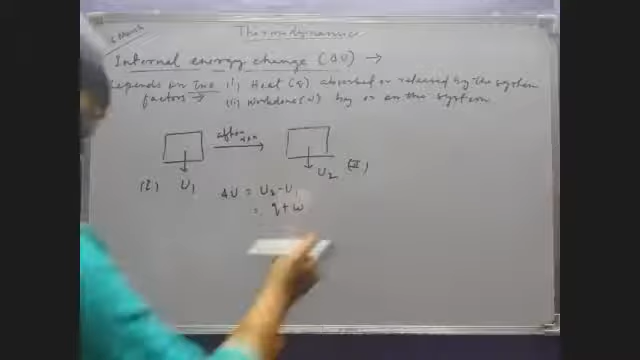 Thermodynamics
Internal energy change (ΔU) →
Depends on two (i) Heat (q) absorbed or released by the system
factors → (ii) Workdone (w) by or on the system
after
(I) U₁
U₂ (II)
ΔU = U₂ - U₁
= q + w